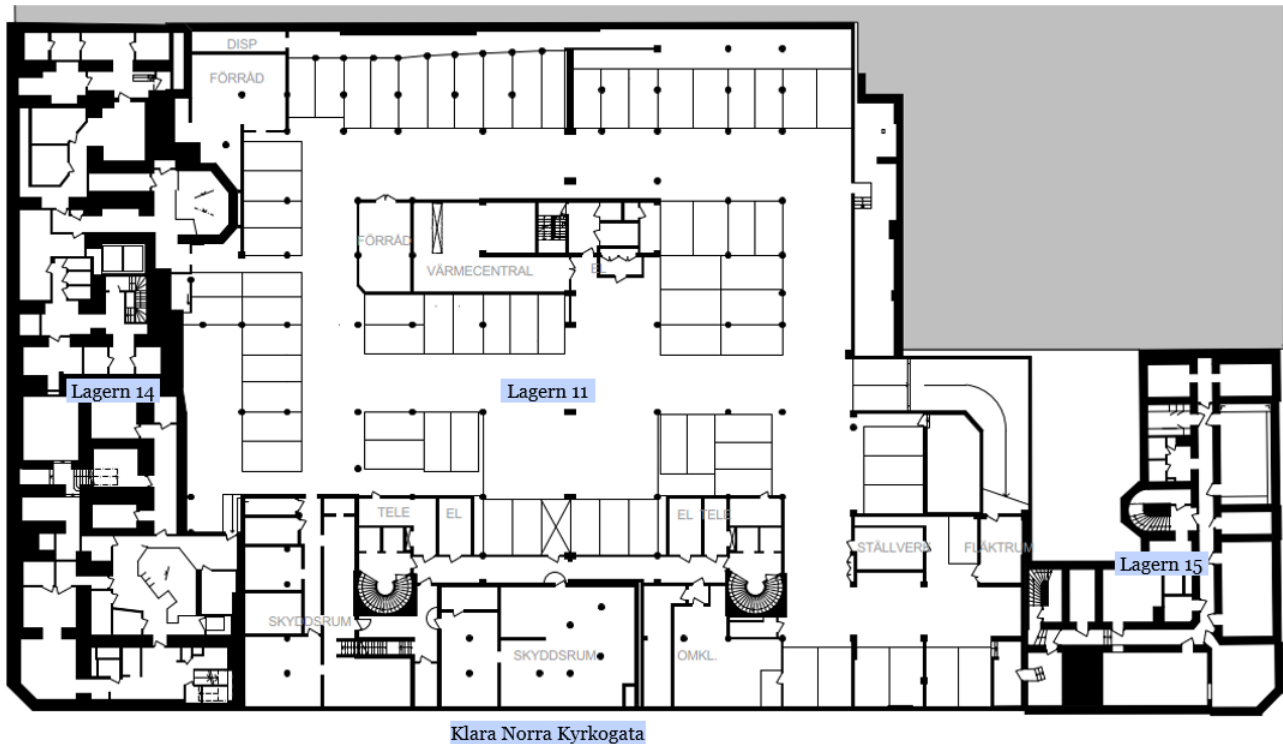 DISP
FÖRRÅD
FÖRRÅD
VÄRMECENTRAL
EL
Lagern 14
Lagern 11
TELE
EL
EL
TELE
STÄLLVERK
FLÄKTRUM
Lagern 15
SKYDDSRUM
SKYDDSRUM
OMKL.
Klara Norra Kyrkogata